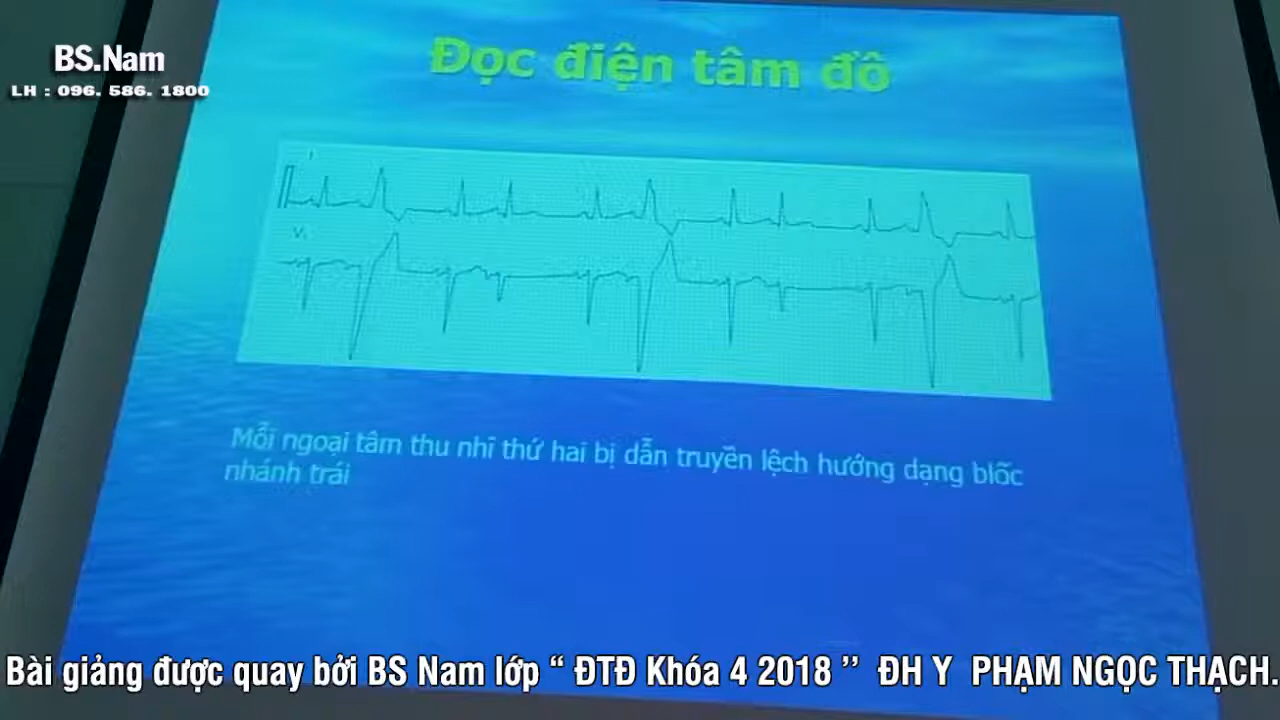 BS.Nam
LH : 096. 586. 1800
Đọc điện tâm đồ
I
V₁
Mỗi ngoại tâm thu nhĩ thứ hai bị dẫn truyền lệch hướng dạng blốc
nhánh trái
Bài giảng được quay bởi BS Nam lớp “ ĐTĐ Khóa 4 2018 ’’ ĐH Y PHẠM NGỌC THẠCH.